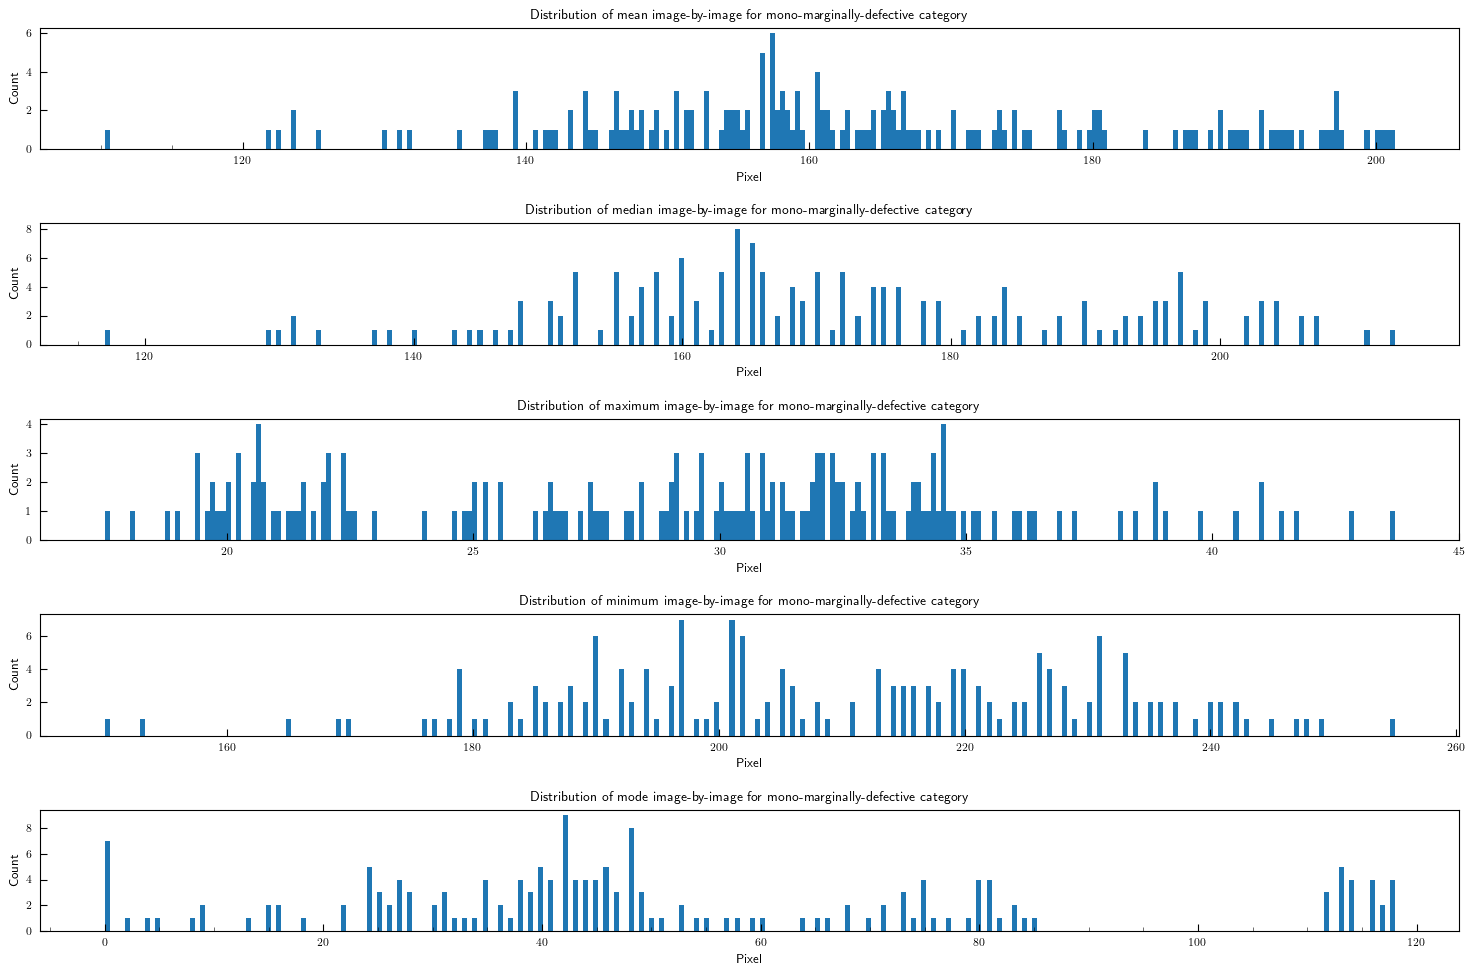 Distribution of mean image-by-image for mono-marginally-defective category
6
4
2
0
Count
120 140 160 180 200
Pixel
Distribution of median image-by-image for mono-marginally-defective category
8
6
4
2
0
Count
120 140 160 180 200
Pixel
Distribution of maximum image-by-image for mono-marginally-defective category
4
3
2
1
0
Count
20 25 30 35 40 45
Pixel
Distribution of minimum image-by-image for mono-marginally-defective category
6
4
2
0
Count
160 180 200 220 240 260
Pixel
Distribution of mode image-by-image for mono-marginally-defective category
8
6
4
2
0
Count
0 20 40 60 80 100 120
Pixel